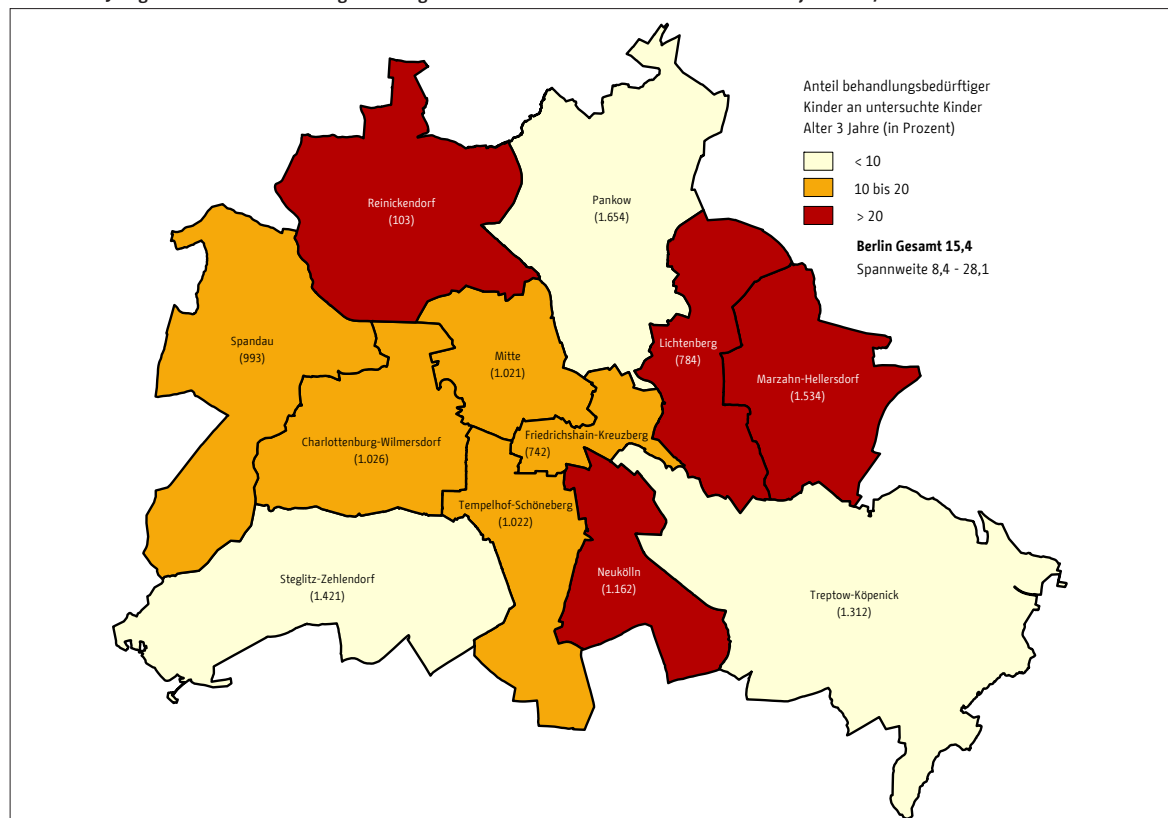 Anteil behandlungsbedürftiger
Kinder an untersuchte Kinder
Alter 3 Jahre (in Prozent)
< 10
10 bis 20
> 20
Berlin Gesamt 15,4
Spannweite 8,4 - 28,1
Reinickendorf
(103)
Pankow
(1.654)
Spandau
(993)
Mitte
(1.021)
Lichtenberg
(784)
Marzahn-Hellersdorf
(1.534)
Charlottenburg-Wilmersdorf
(1.026)
Friedrichshain-Kreuzberg
(742)
Tempelhof-Schöneberg
(1.022)
Steglitz-Zehlendorf
(1.421)
Neukölln
(1.162)
Treptow-Köpenick
(1.312)